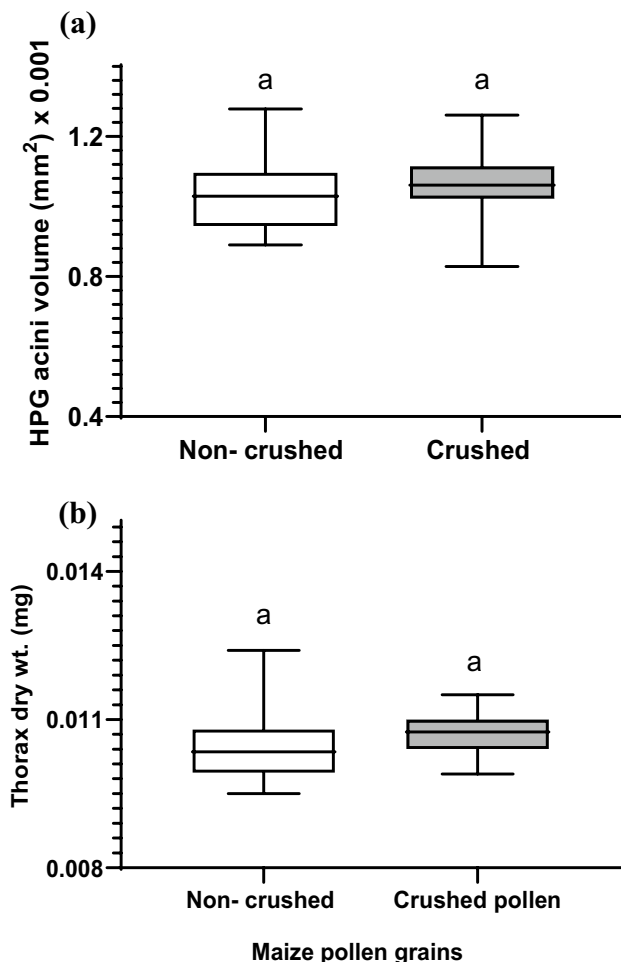 (a)
HPG acini volume (mm²) x 0.001
a
a
1.2
0.8
0.4
Non- crushed
Crushed
(b)
Thorax dry wt. (mg)
a
a
0.014
0.011
0.008
Non- crushed
Crushed pollen
Maize pollen grains